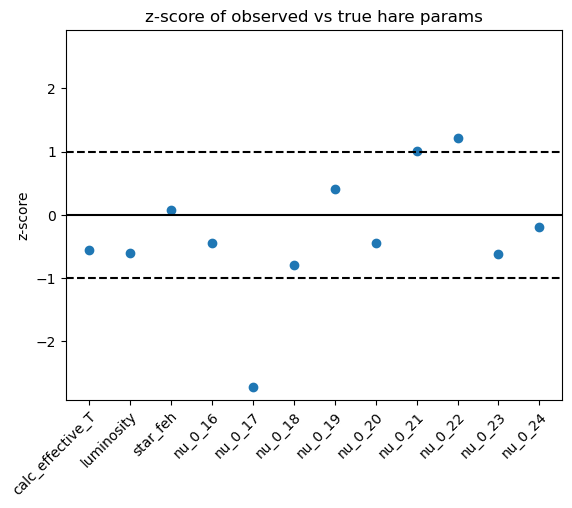 z-score of observed vs true hare params
z-score
2
1
0
−1
−2
calc_effective_T
luminosity
star_feh
nu_0_16
nu_0_17
nu_0_18
nu_0_19
nu_0_20
nu_0_21
nu_0_22
nu_0_23
nu_0_24